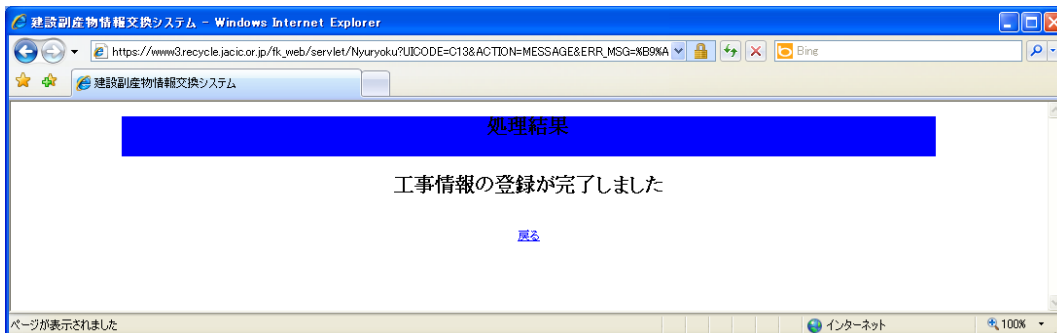 建設副産物情報交換システム - Windows Internet Explorer
https://www3.recycle.jacic.or.jp/fk_web/servlet/Nyuryoku?UICODE=C13&ACTION=MESSAGE&ERR_MSG=%B9%A
Bing
建設副産物情報交換システム
処理結果
工事情報の登録が完了しました
戻る
ページが表示されました
インターネット
100%